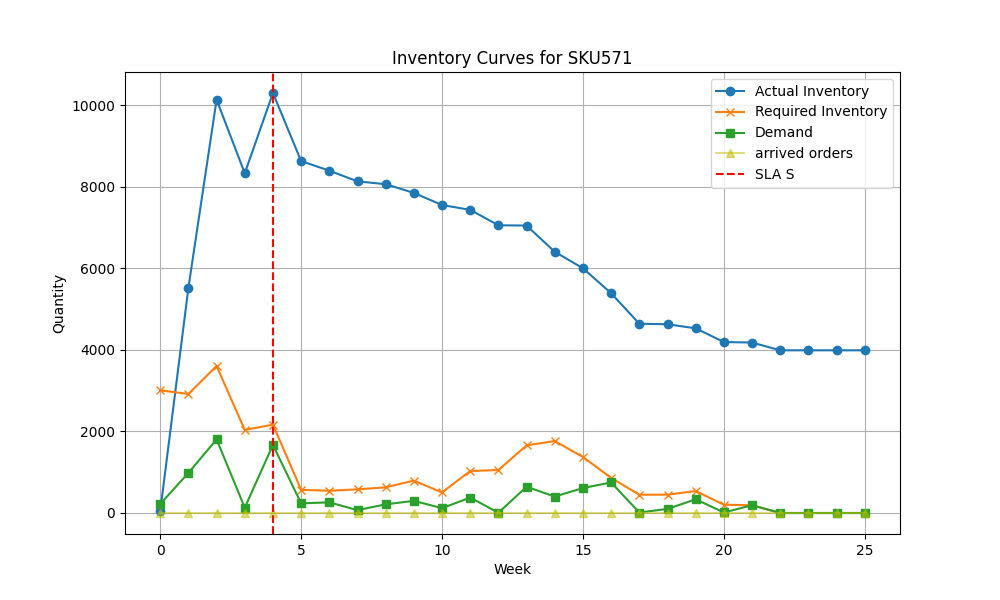 Inventory Curves for SKU571
Actual Inventory
Required Inventory
Demand
arrived orders
SLA S
Quantity
10000
8000
6000
4000
2000
0
0 5 10 15 20 25
Week